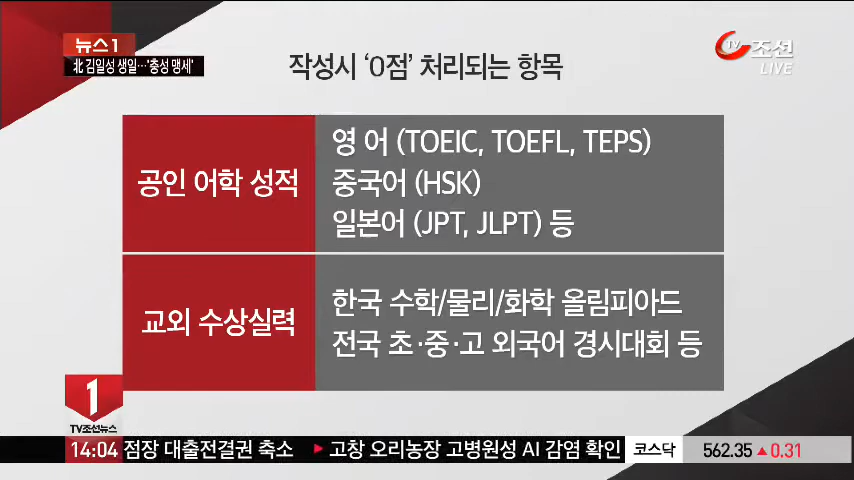 뉴스1
北 김일성 생일…'충성 맹세'
TV조선
LIVE
작성시 '0점' 처리되는 항목
공인 어학 성적
영 어 (TOEIC, TOEFL, TEPS)
중국어 (HSK)
일본어 (JPT, JLPT) 등
교외 수상실력
한국 수학/물리/화학 올림피아드
전국 초·중·고 외국어 경시대회 등
1
TV조선뉴스
14:04 점장 대출전결권 축소 ▶ 고창 오리농장 고병원성 AI 감염 확인 코스닥 562.35 ▲0.31